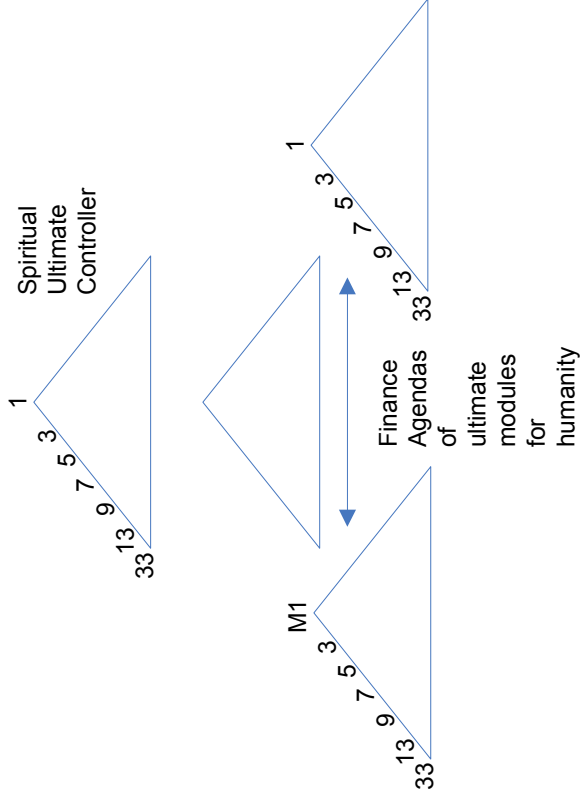 1
3
5
7
9
13
33
Spiritual
Ultimate
Controller
M1
3
5
7
9
13
33
Finance
Agendas
of
ultimate
modules
for
humanity
1
3
5
7
9
13
33